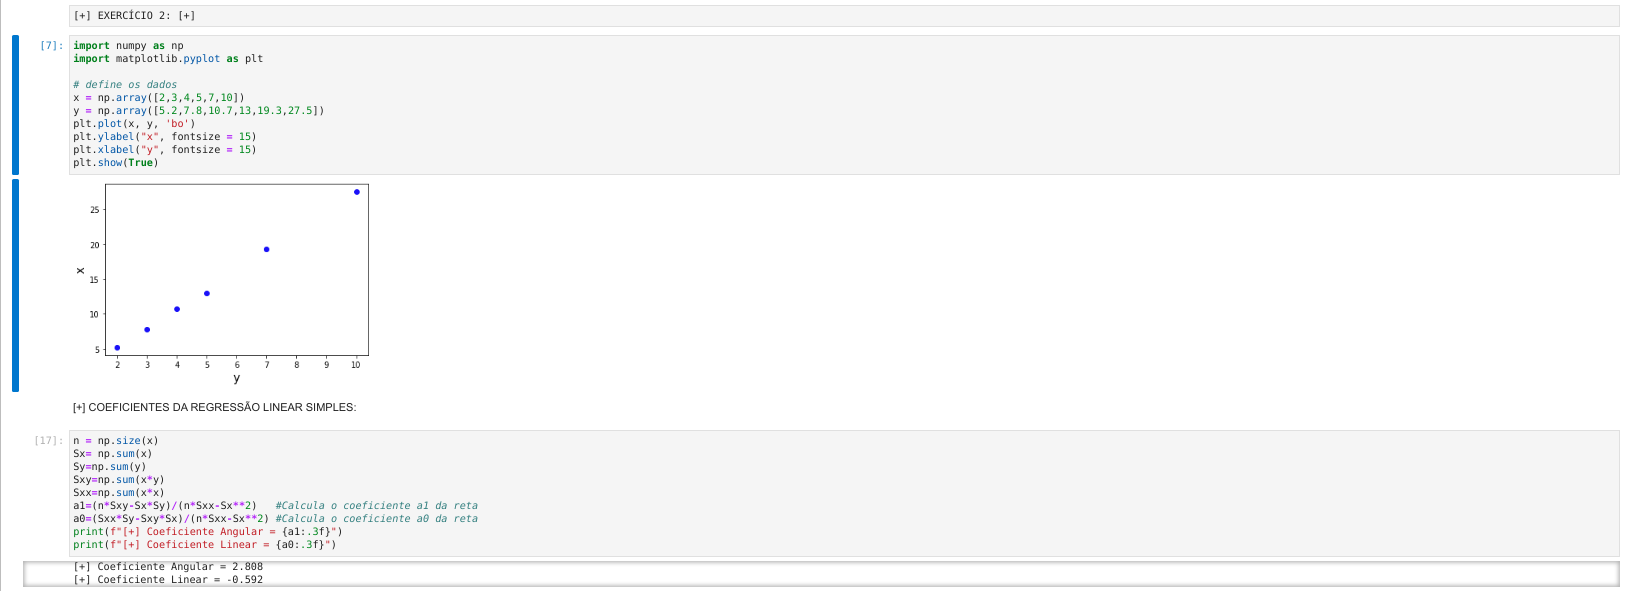 [+] EXERCÍCIO 2: [+]
[7]:
import numpy as np
import matplotlib.pyplot as plt
# define os dados
x = np.array([2,3,4,5,7,10])
y = np.array([5.2,7.8,10.7,13,19.3,27.5])
plt.plot(x, y, 'bo')
plt.ylabel("x", fontsize = 15)
plt.xlabel("y", fontsize = 15)
plt.show(True)
25
20
15
10
5
x
2 3 4 5 6 7 8 9 10
y
[+] COEFICIENTES DA REGRESSÃO LINEAR SIMPLES:
[17]:
n = np.size(x)
Sx= np.sum(x)
Sy=np.sum(y)
Sxy=np.sum(x*y)
Sxx=np.sum(x*x)
a1=(n*Sxy-Sx*Sy)/(n*Sxx-Sx**2)   #Calcula o coeficiente a1 da reta
a0=(Sxx*Sy-Sxy*Sx)/(n*Sxx-Sx**2) #Calcula o coeficiente a0 da reta
print(f"[+] Coeficiente Angular = {a1:.3f}")
print(f"[+] Coeficiente Linear = {a0:.3f}")
[+] Coeficiente Angular = 2.808
[+] Coeficiente Linear = -0.592